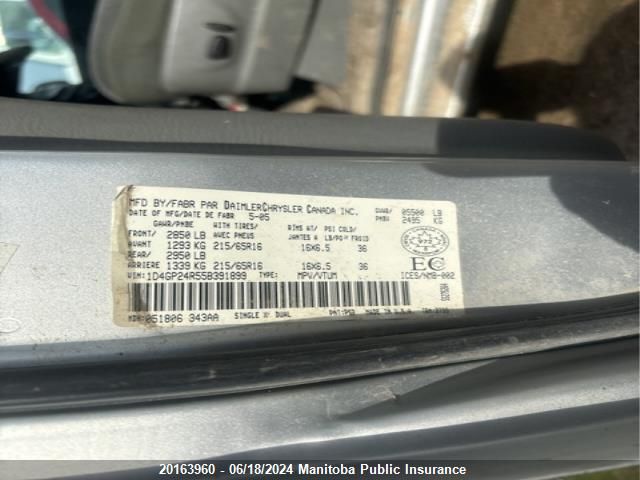 MFD BY/FABR PAR DAIMLERCHRYSLER CANADA INC.
DATE OF MFG/DATE DE FABR 5-05
GVWR/ 05500 LB
PNBV 2495 KG
GAWR/PNBE WITH TIRES/ RIMS AT/ PSI COLD/
FRONT/ 2850 LB AVEC PNEUS JANTES A LB/PO² FROID
AVANT 1293 KG 215/65R16 16X6.5 36
REAR/ 2950 LB
ARRIERE 1339 KG 215/65R16 16X6.5 36
EC
VIN: 1D4GP24R55B391899 TYPE: MPV/VTUM ICES/NMB-002
MDH: 051806 343AA SINGLE X DUAL PNT: PS2 MADE IN U.S.A.
20163960 - 06/18/2024 Manitoba Public Insurance